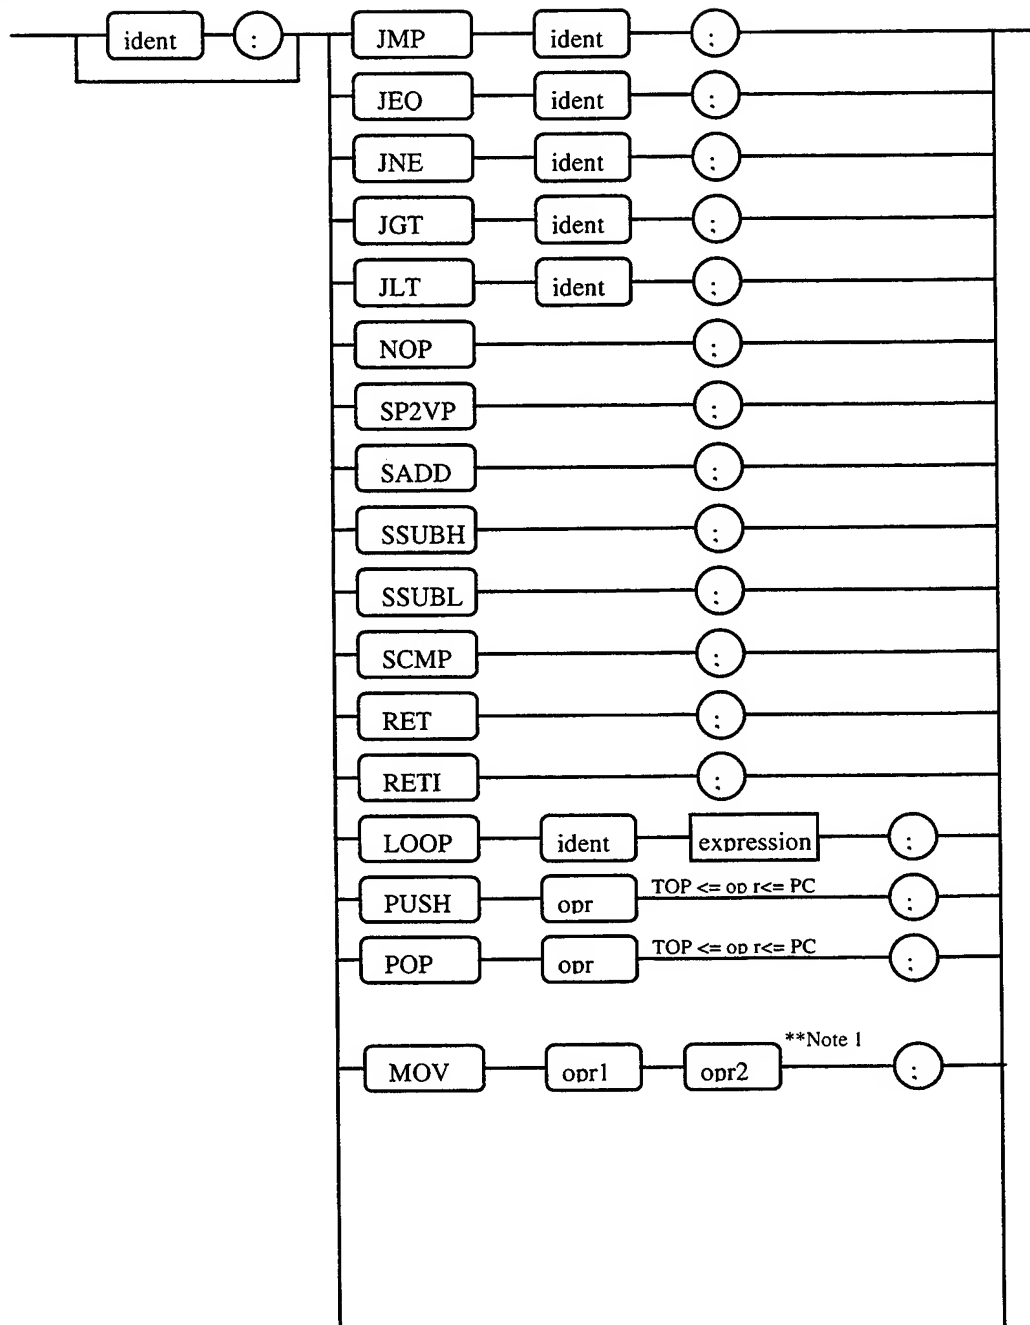 ident : JMP ident ;
JEO ident ;
JNE ident ;
JGT ident ;
JLT ident ;
NOP ;
SP2VP ;
SADD ;
SSUBH ;
SSUBL ;
SCMP ;
RET ;
RETI ;
LOOP ident expression ;
PUSH opr TOP <= op r<= PC ;
POP opr TOP <= op r<= PC ;
MOV opr1 opr2 **Note 1 ;